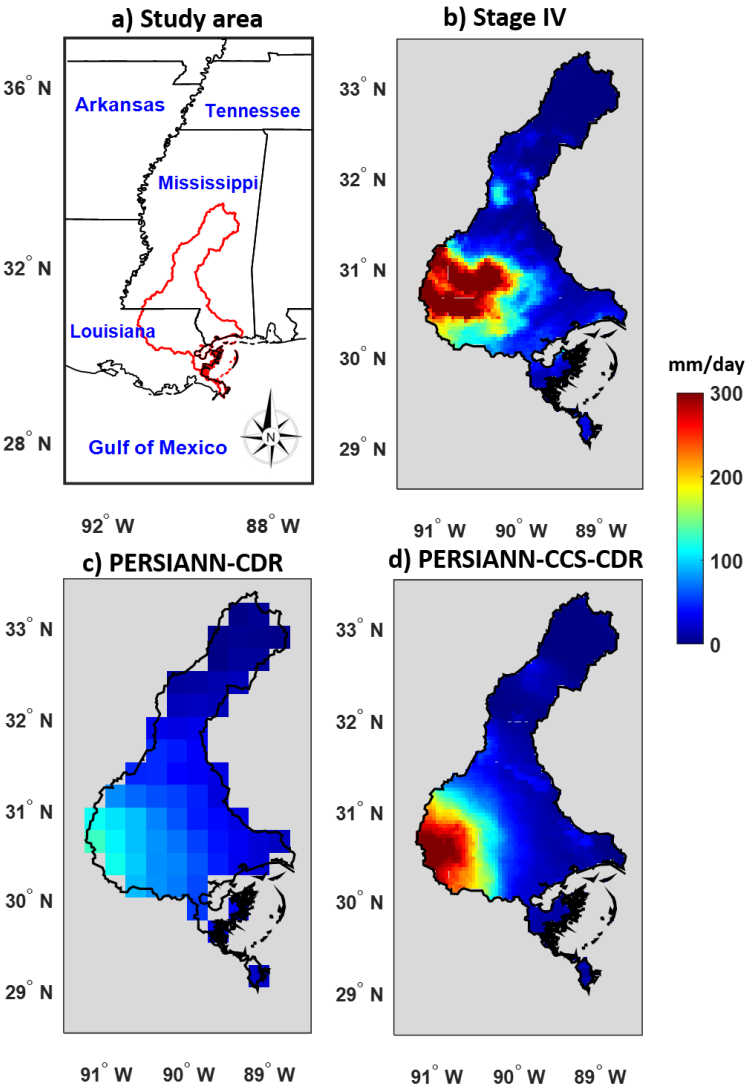 a) Study area
b) Stage IV
36° N
Arkansas
Tennessee
Mississippi
32° N
Louisiana
28° N
Gulf of Mexico
N
92° W
88° W
33° N
32° N
31° N
30° N
29° N
91° W
90° W
89° W
mm/day
300
200
100
0
c) PERSIANN-CDR
d) PERSIANN-CCS-CDR
33° N
32° N
31° N
30° N
29° N
91° W
90° W
89° W
33° N
32° N
31° N
30° N
29° N
91° W
90° W
89° W